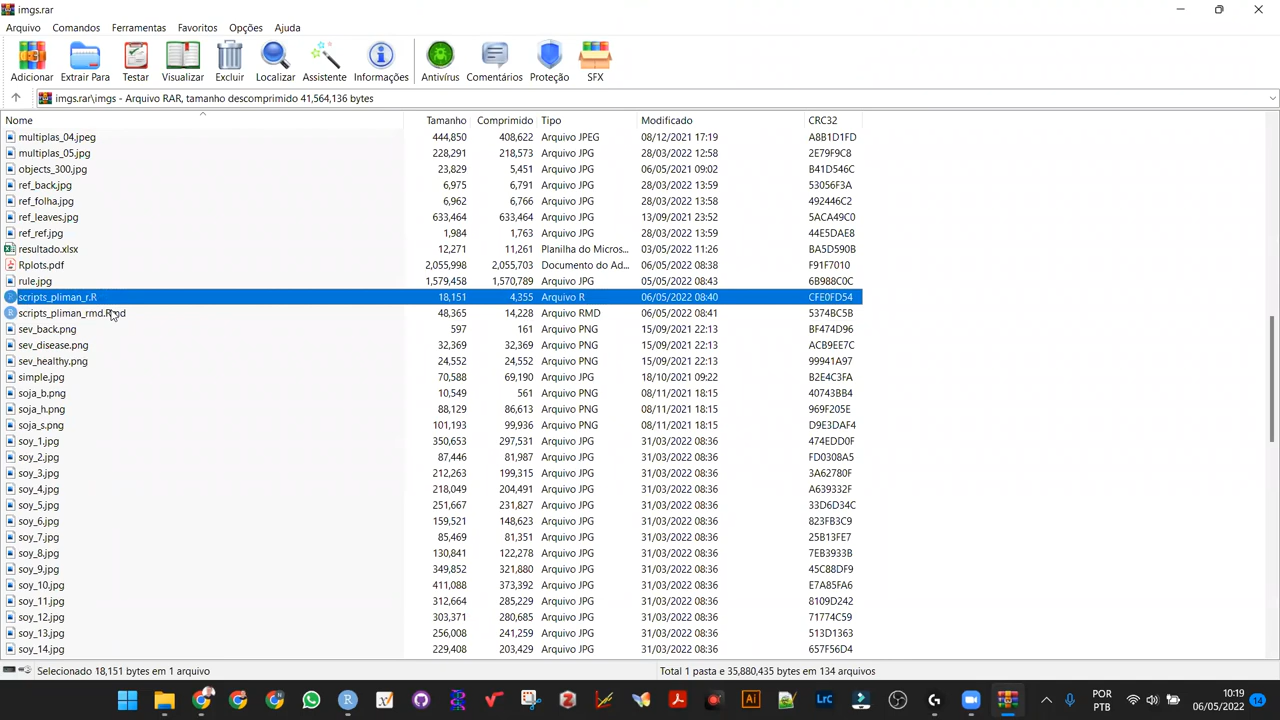 imgs.rar
Arquivo Comandos Ferramentas Favoritos Opções Ajuda
Adicionar Extrair Para Testar Visualizar Excluir Localizar Assistente Informações Antivírus Comentários Proteção SFX
imgs.rar\imgs - Arquivo RAR, tamanho descomprimido 41,564,136 bytes
Nome Tamanho Comprimido Tipo Modificado CRC32
multiplas_04.jpeg 444,850 408,622 Arquivo JPEG 08/12/2021 17:19 A8B1D1FD
multiplas_05.jpg 228,291 218,573 Arquivo JPG 28/03/2022 12:58 2E79F9C8
objects_300.jpg 23,829 5,451 Arquivo JPG 06/05/2021 09:02 B41D546C
ref_back.jpg 6,975 6,791 Arquivo JPG 28/03/2022 13:59 53056F3A
ref_folha.jpg 6,962 6,766 Arquivo JPG 28/03/2022 13:58 492446C2
ref_leaves.jpg 633,464 633,464 Arquivo JPG 13/09/2021 23:52 5ACA49C0
ref_ref.jpg 1,984 1,763 Arquivo JPG 28/03/2022 13:59 44E5DAE8
resultado.xlsx 12,271 11,261 Planilha do Micros... 03/05/2022 11:26 BA5D590B
Rplots.pdf 2,055,998 2,055,703 Documento do Ad... 06/05/2022 08:38 F91F7010
rule.jpg 1,579,458 1,570,789 Arquivo JPG 05/05/2022 08:43 6B988C0C
scripts_pliman_r.R 18,151 4,355 Arquivo R 06/05/2022 08:40 CFE0FD54
scripts_pliman_rmd.Rmd 48,365 14,228 Arquivo RMD 06/05/2022 08:41 5374BC5B
sev_back.png 597 161 Arquivo PNG 15/09/2021 22:13 BF474D96
sev_disease.png 32,369 32,369 Arquivo PNG 15/09/2021 22:13 ACB9EE7C
sev_healthy.png 24,552 24,552 Arquivo PNG 15/09/2021 22:13 99941A97
simple.jpg 70,588 69,190 Arquivo JPG 18/10/2021 09:22 B2E4C3FA
soja_b.png 10,549 561 Arquivo PNG 08/11/2021 18:15 40743BB4
soja_h.png 88,129 86,613 Arquivo PNG 08/11/2021 18:15 969F205E
soja_s.png 101,193 99,936 Arquivo PNG 08/11/2021 18:15 D9E3DAF4
soy_1.jpg 350,653 297,531 Arquivo JPG 31/03/2022 08:36 474EDD0F
soy_2.jpg 87,446 81,987 Arquivo JPG 31/03/2022 08:36 FD0308A5
soy_3.jpg 212,263 199,315 Arquivo JPG 31/03/2022 08:36 3A62780F
soy_4.jpg 218,049 204,491 Arquivo JPG 31/03/2022 08:36 A639332F
soy_5.jpg 251,667 231,827 Arquivo JPG 31/03/2022 08:36 33D6D34C
soy_6.jpg 159,521 148,623 Arquivo JPG 31/03/2022 08:36 823FB3C9
soy_7.jpg 85,469 81,351 Arquivo JPG 31/03/2022 08:36 25B13FE7
soy_8.jpg 130,841 122,278 Arquivo JPG 31/03/2022 08:36 7EB3933B
soy_9.jpg 349,852 321,880 Arquivo JPG 31/03/2022 08:36 45C88DF9
soy_10.jpg 411,088 373,392 Arquivo JPG 31/03/2022 08:36 E7A85FA6
soy_11.jpg 312,664 285,229 Arquivo JPG 31/03/2022 08:36 8109D242
soy_12.jpg 303,371 280,685 Arquivo JPG 31/03/2022 08:36 71774C59
soy_13.jpg 256,008 241,259 Arquivo JPG 31/03/2022 08:36 513D1363
soy_14.jpg 229,408 203,429 Arquivo JPG 31/03/2022 08:36 657F56D4
Selecionado 18,151 bytes em 1 arquivo Total 1 pasta e 35,880,435 bytes em 134 arquivos
POR 10:19
PTB 06/05/2022 14